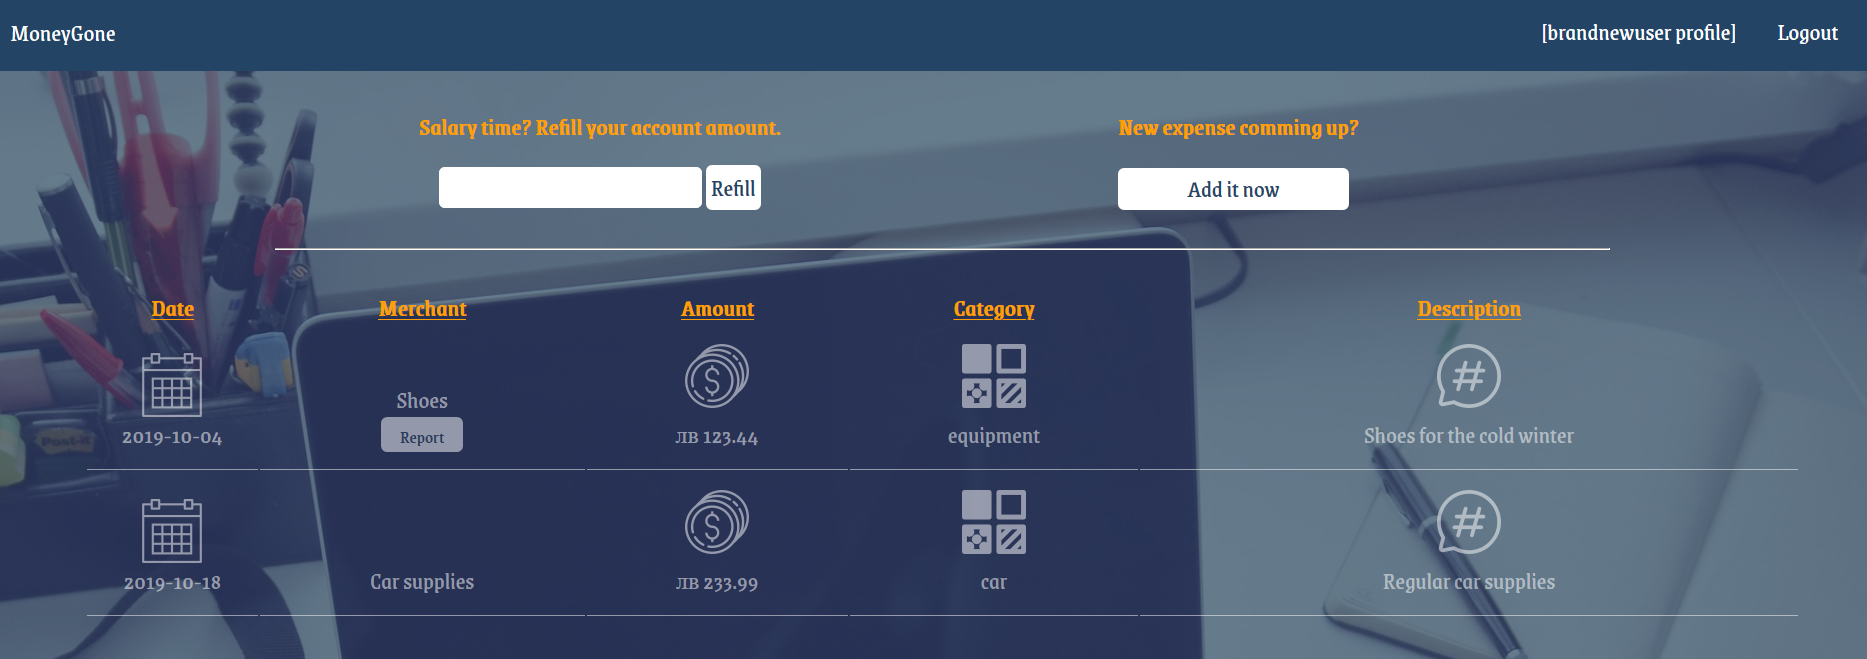 MoneyGone [brandnewuser profile] Logout
Salary time? Refill your account amount. New expense comming up?
Refill Add it now
Date Merchant Amount Category Description
Shoes
2019-10-04 Report ЛВ 123.44 equipment Shoes for the cold winter
2019-10-18 Car supplies ЛВ 233.99 car Regular car supplies
Post-it